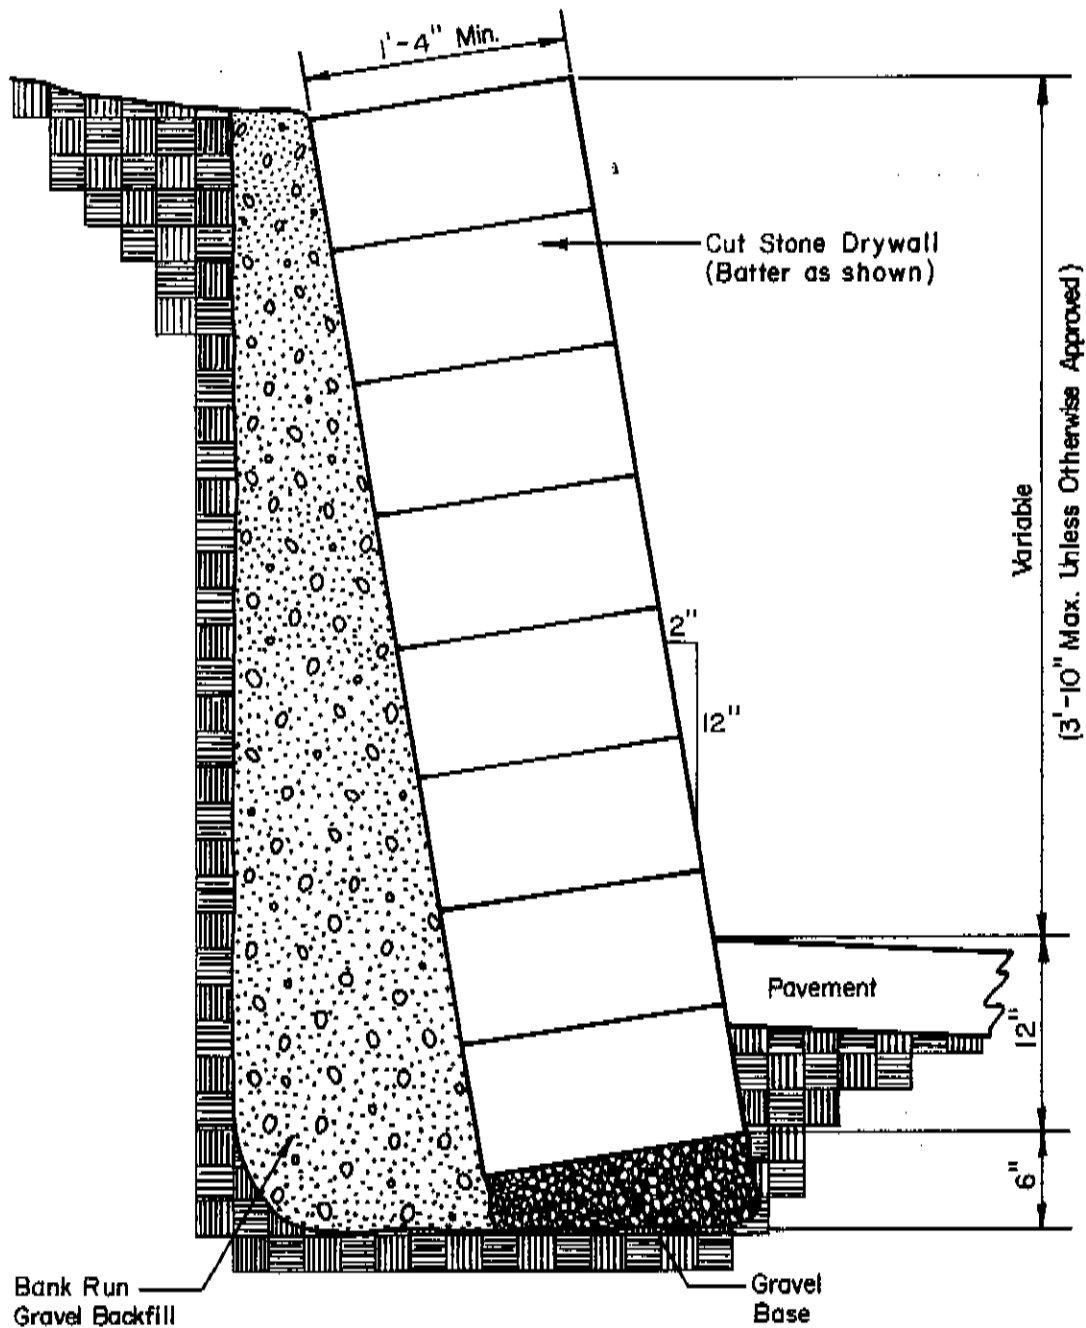 1'-4" Min.
Cut Stone Drywall
(Batter as shown)
Variable
(3'-10" Max. Unless Otherwise Approved)
2"
12"
Pavement
12"
6"
Bank Run
Gravel Backfill
Gravel
Base